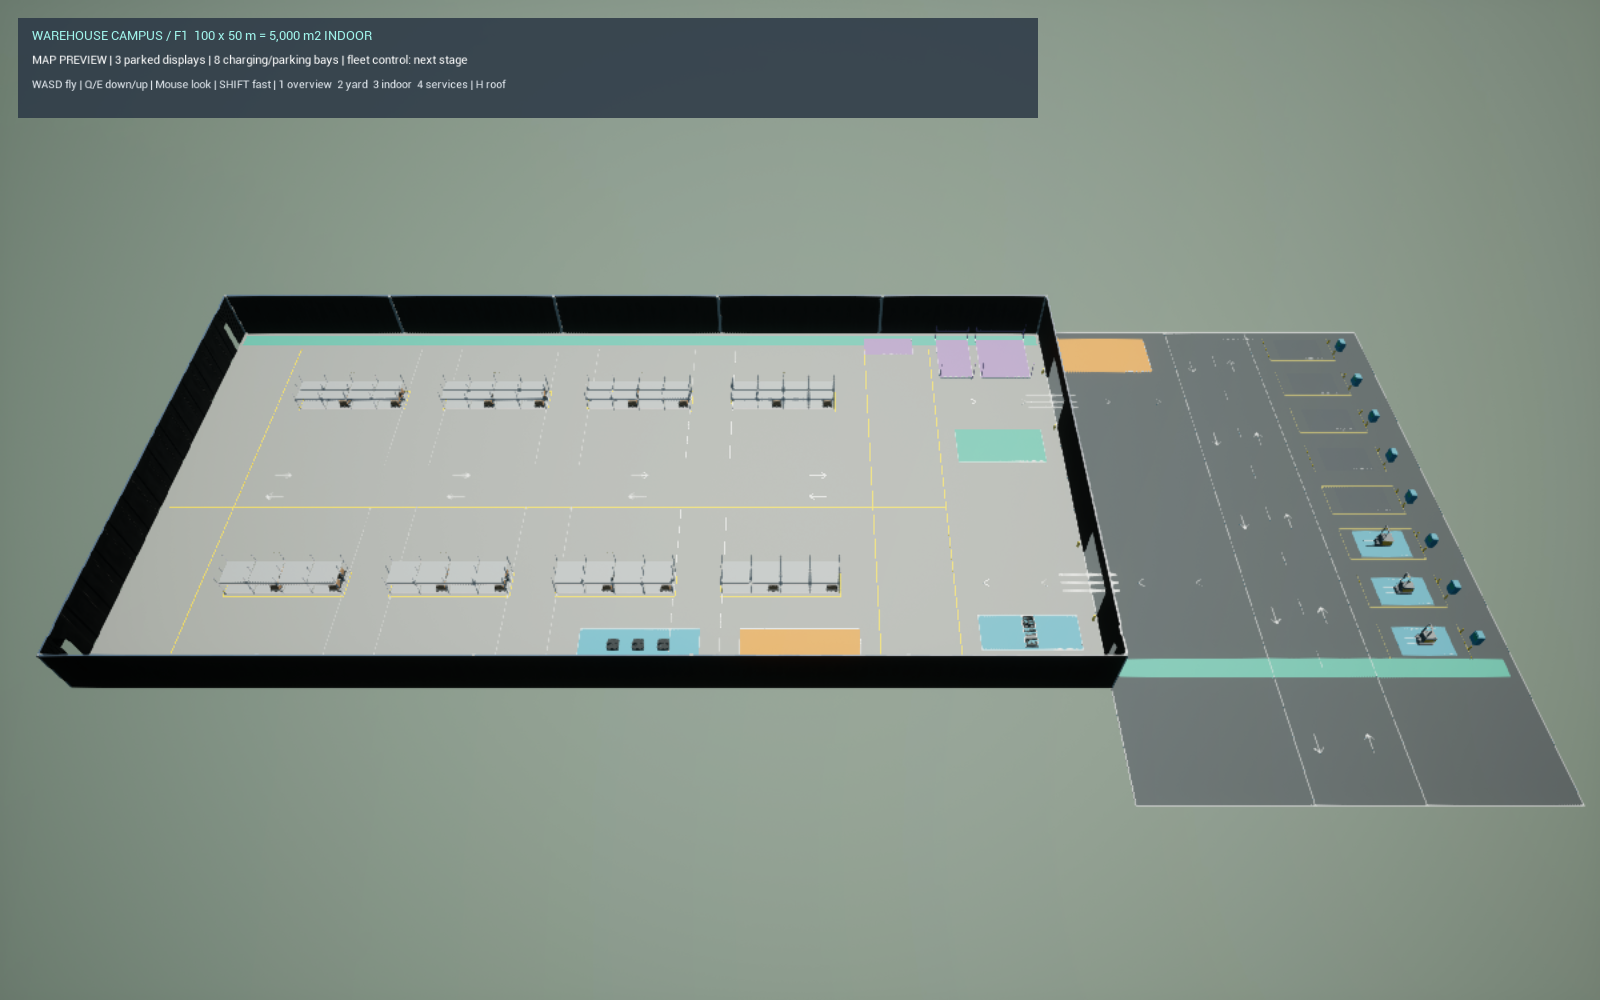 WAREHOUSE CAMPUS / F1 100 x 50 m = 5,000 m2 INDOOR
MAP PREVIEW | 3 parked displays | 8 charging/parking bays | fleet control: next stage
WASD fly | Q/E down/up | Mouse look | SHIFT fast | 1 overview 2 yard 3 indoor 4 services | H roof